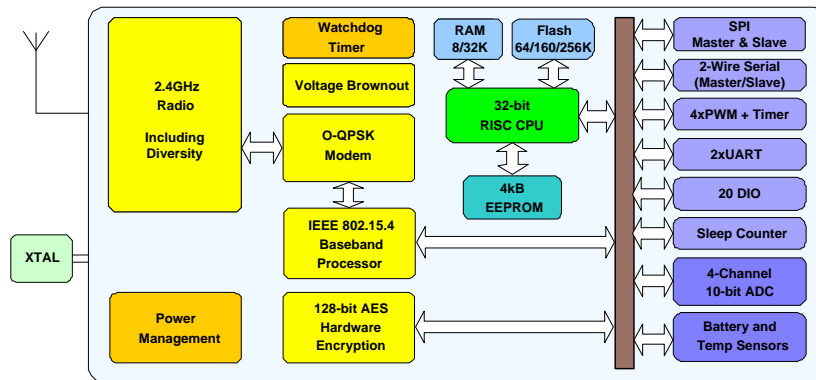 2.4GHz
Radio
Including
Diversity
XTAL
Power
Management
Watchdog
Timer
Voltage Brownout
O-QPSK
Modem
IEEE 802.15.4
Baseband
Processor
128-bit AES
Hardware
Encryption
RAM
8/32K
Flash
64/160/256K
32-bit
RISC CPU
4kB
EEPROM
SPI
Master & Slave
2-Wire Serial
(Master/Slave)
4xPWM + Timer
2xUART
20 DIO
Sleep Counter
4-Channel
10-bit ADC
Battery and
Temp Sensors